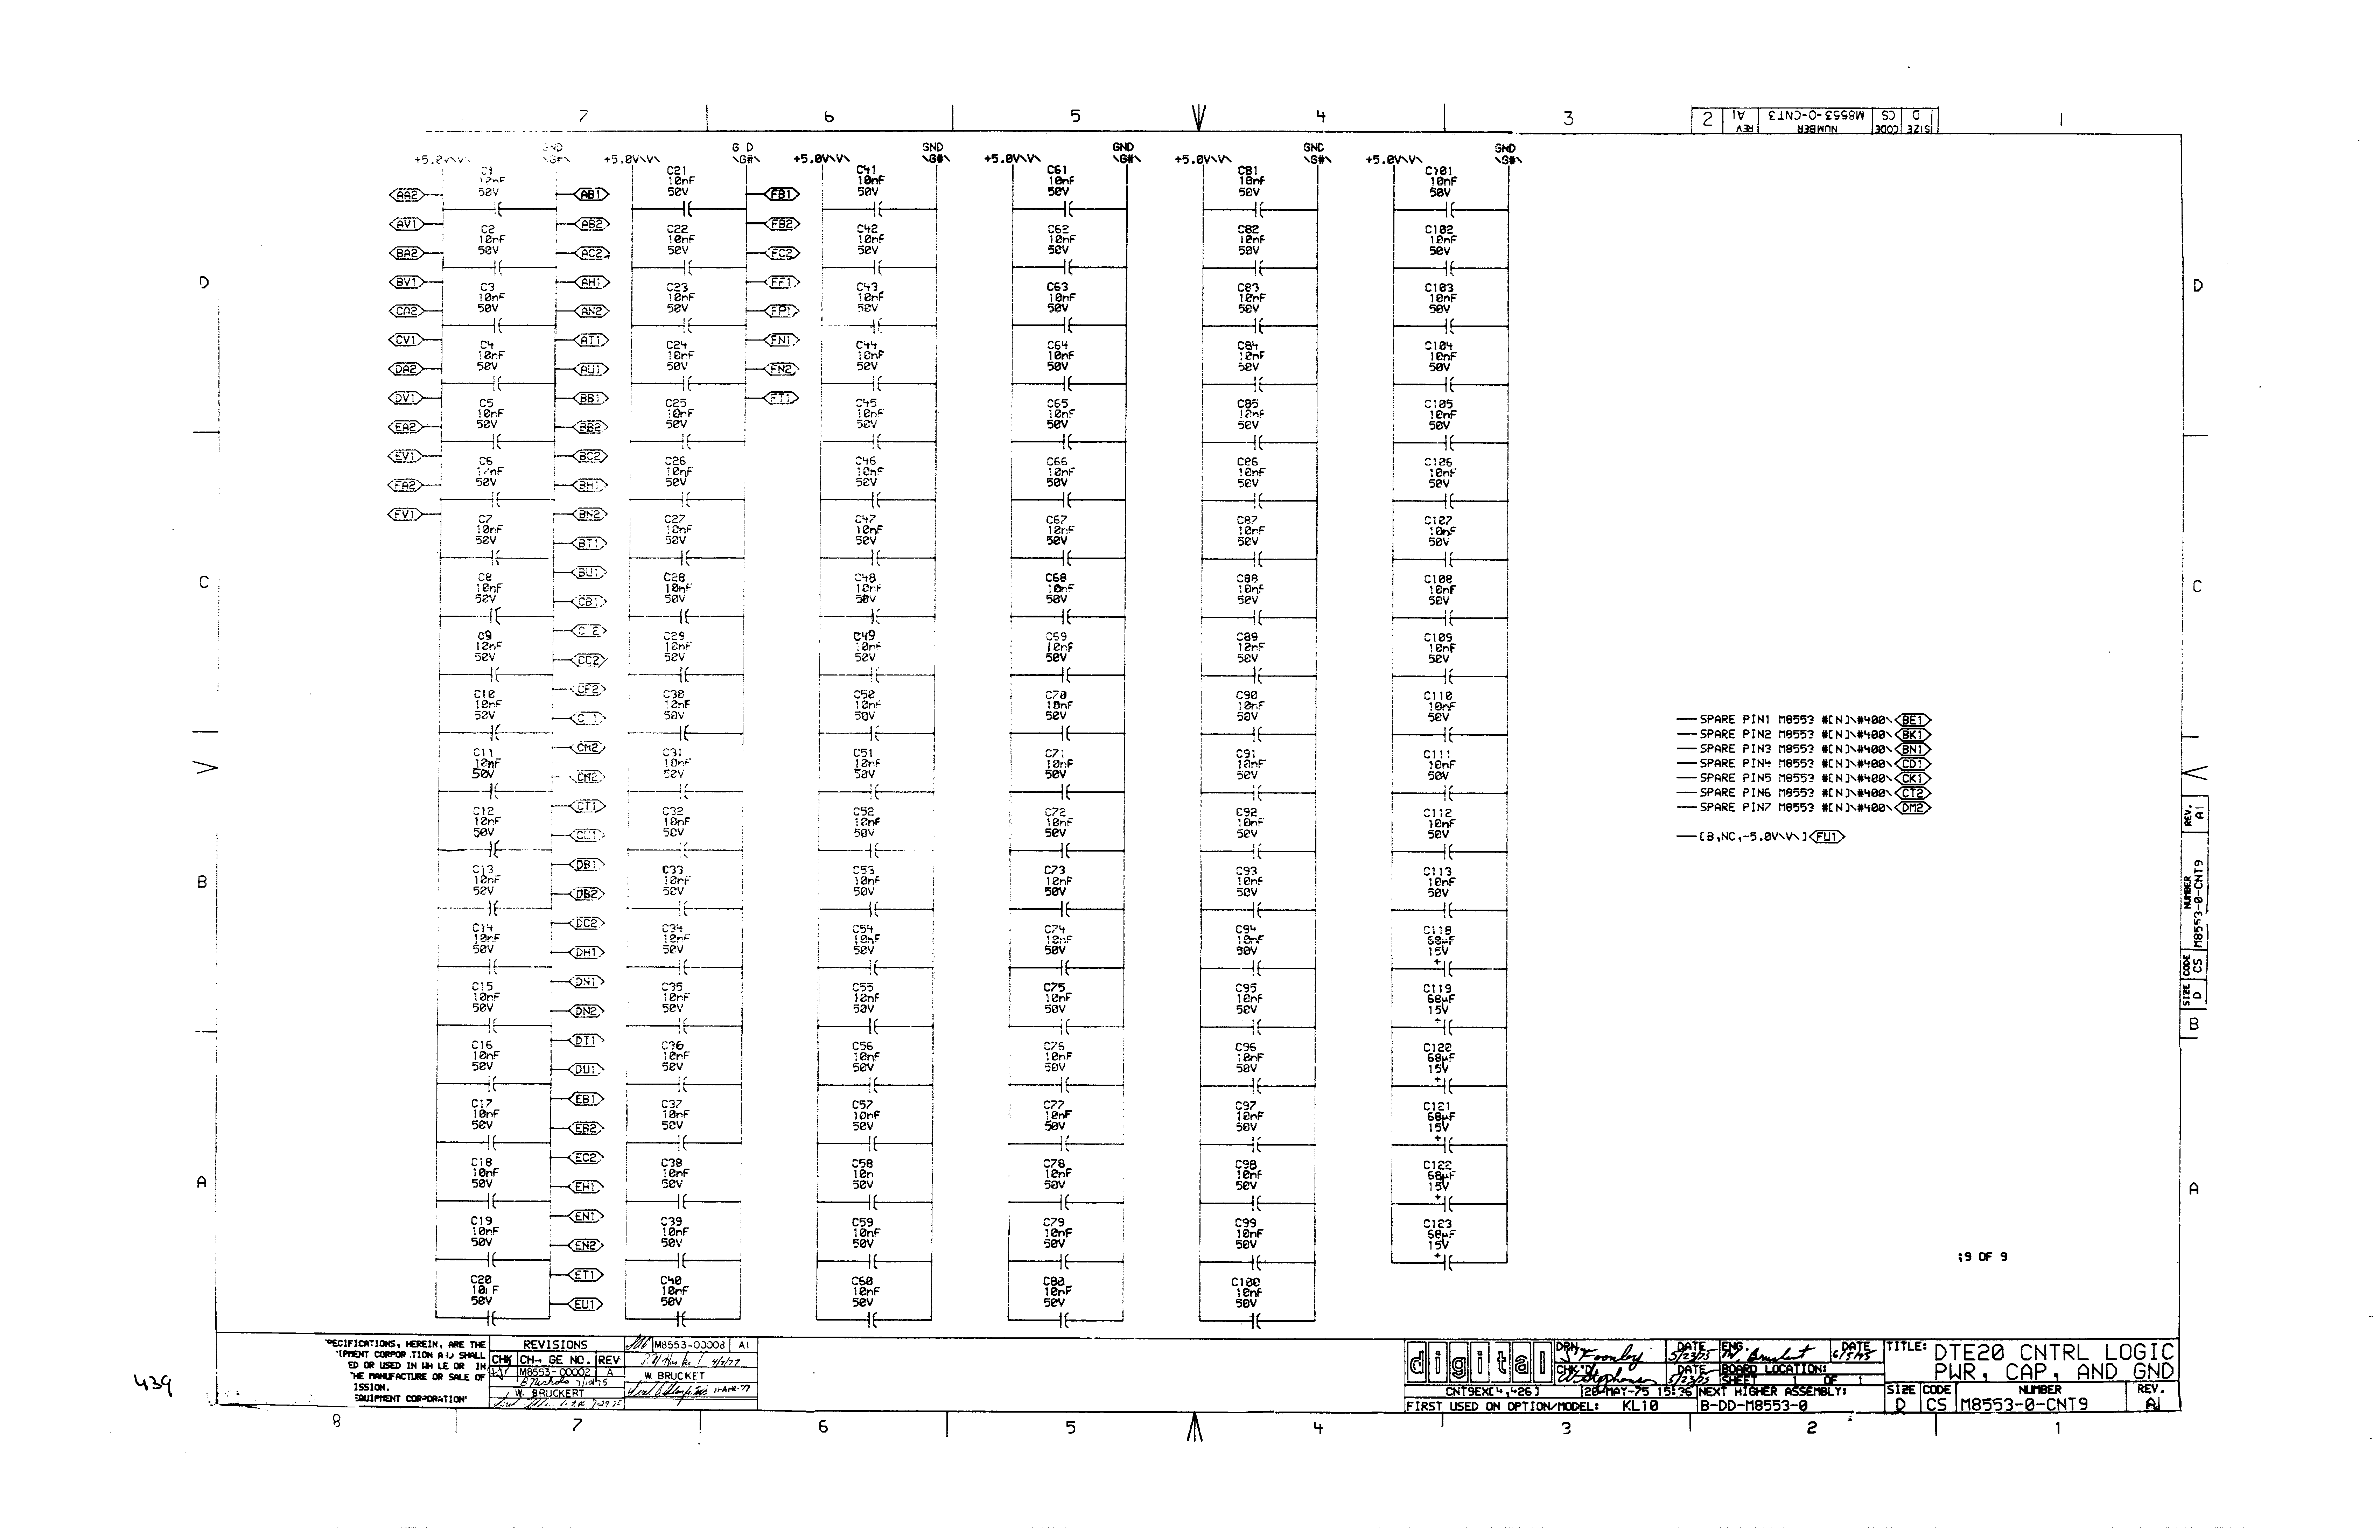 7 6 5 4 3 2 1
SIZE CODE NUMBER REV
D CS M8553-0-CNT3 A1
+5.0V\V\ GND \G#\
C1 10nF 50V
C2 10nF 50V
C3 10nF 50V
C4 10nF 50V
C5 10nF 50V
C6 10nF 50V
C7 10nF 50V
C8 10nF 50V
C9 10nF 50V
C10 10nF 50V
C11 10nF 50V
C12 10nF 50V
C13 10nF 50V
C14 10nF 50V
C15 10nF 50V
C16 10nF 50V
C17 10nF 50V
C18 10nF 50V
C19 10nF 50V
C20 10nF 50V
AA2
AV1
BA2
BV1
CA2
CV1
DA2
DV1
EA2
EV1
FA2
FV1
AB1
AB2
AC2
AH1
AN2
AT1
AU1
BB1
BB2
BC2
BH1
BN2
BT1
BU1
CB1
CC2
CF2
CM2
CN2
CT1
CU1
DB1
DB2
DC2
DH1
DN1
DN2
DT1
DU1
EB1
EB2
EC2
EH1
EN1
EN2
ET1
EU1
+5.0V\V\ \G#\
C21 10nF 50V
C22 10nF 50V
C23 10nF 50V
C24 10nF 50V
C25 10nF 50V
C26 10nF 50V
C27 10nF 50V
C28 10nF 50V
C29 10nF 50V
C30 10nF 50V
C31 10nF 50V
C32 10nF 50V
C33 10nF 50V
C34 10nF 50V
C35 10nF 50V
C36 10nF 50V
C37 10nF 50V
C38 10nF 50V
C39 10nF 50V
C40 10nF 50V
FB1
FB2
FC2
FF1
FN1
FN2
FT1
+5.0V\V\ GND \G#\
C41 10nF 50V
C42 10nF 50V
C43 10nF 50V
C44 10nF 50V
C45 10nF 50V
C46 10nF 50V
C47 10nF 50V
C48 10nF 50V
C49 10nF 50V
C50 10nF 50V
C51 10nF 50V
C52 10nF 50V
C53 10nF 50V
C54 10nF 50V
C55 10nF 50V
C56 10nF 50V
C57 10nF 50V
C58 10n 50V
C59 10nF 50V
C60 10nF 50V
+5.0V\V\ GND \G#\
C61 10nF 50V
C62 10nF 50V
C63 10nF 50V
C64 10nF 50V
C65 10nF 50V
C66 10nF 50V
C67 10nF 50V
C68 10nF 50V
C69 10nF 50V
C70 10nF 50V
C71 10nF 50V
C72 10nF 50V
C73 10nF 50V
C74 10nF 50V
C75 10nF 50V
C76 10nF 50V
C77 10nF 50V
C78 10nF 50V
C79 10nF 50V
C80 10nF 50V
+5.0V\V\ GND \G#\
C81 10nF 50V
C82 10nF 50V
C83 10nF 50V
C84 10nF 50V
C85 10nF 50V
C86 10nF 50V
C87 10nF 50V
C88 10nF 50V
C89 10nF 50V
C90 10nF 50V
C91 10nF 50V
C92 10nF 50V
C93 10nF 50V
C94 10nF 50V
C95 10nF 50V
C96 10nF 50V
C97 10nF 50V
C98 10nF 50V
C99 10nF 50V
C100 10nF 50V
+5.0V\V\ GND \G#\
C101 10nF 50V
C102 10nF 50V
C103 10nF 50V
C104 10nF 50V
C105 10nF 50V
C106 10nF 50V
C107 10nF 50V
C108 10nF 50V
C109 10nF 50V
C110 10nF 50V
C111 10nF 50V
C112 10nF 50V
C113 10nF 50V
C118 68µF 15V +
C119 68µF 15V +
C120 68µF 15V +
C121 68µF 15V +
C122 68µF 15V +
C123 68µF 15V +
SPARE PIN1 M8553 #[N]\#400\ BE1
SPARE PIN2 M8553 #[N]\#400\ BK1
SPARE PIN3 M8553 #[N]\#400\ BN1
SPARE PIN4 M8553 #[N]\#400\ CD1
SPARE PIN5 M8553 #[N]\#400\ CK1
SPARE PIN6 M8553 #[N]\#400\ CT2
SPARE PIN7 M8553 #[N]\#400\ DM2
[B,NC,-5.0V\V\] FU1
D D
C C
B B
A A
SIZE CODE NUMBER REV.
D CS M8553-0-CNT9 A1
;9 OF 9
ECIFICATIONS, HEREIN, ARE THE
SHALL
ED OR USED IN OR IN
THE MANUFACTURE OR SALE OF
ISSION.
EQUIPMENT CORPORATION
REVISIONS
CHK GE NO. REV
M8553-00002 A
7/10/75
W. BRUCKERT
M8553-00008 A1
4/7/77
W. BRUCKET
digital
DRN. DATE 5/23/75 ENG. DATE 6/5/75
CHK'D DATE 5/23/75 BOARD LOCATION:
SHEET 1 OF 1
CNT9EX[4,426] 20-MAY-75 15:36 NEXT HIGHER ASSEMBLY:
FIRST USED ON OPTION/MODEL: KL10 B-DD-M8553-0
TITLE: DTE20 CNTRL LOGIC
PWR, CAP, AND GND
SIZE CODE NUMBER REV.
D CS M8553-0-CNT9 A1
439
8 7 6 5 4 3 2 1